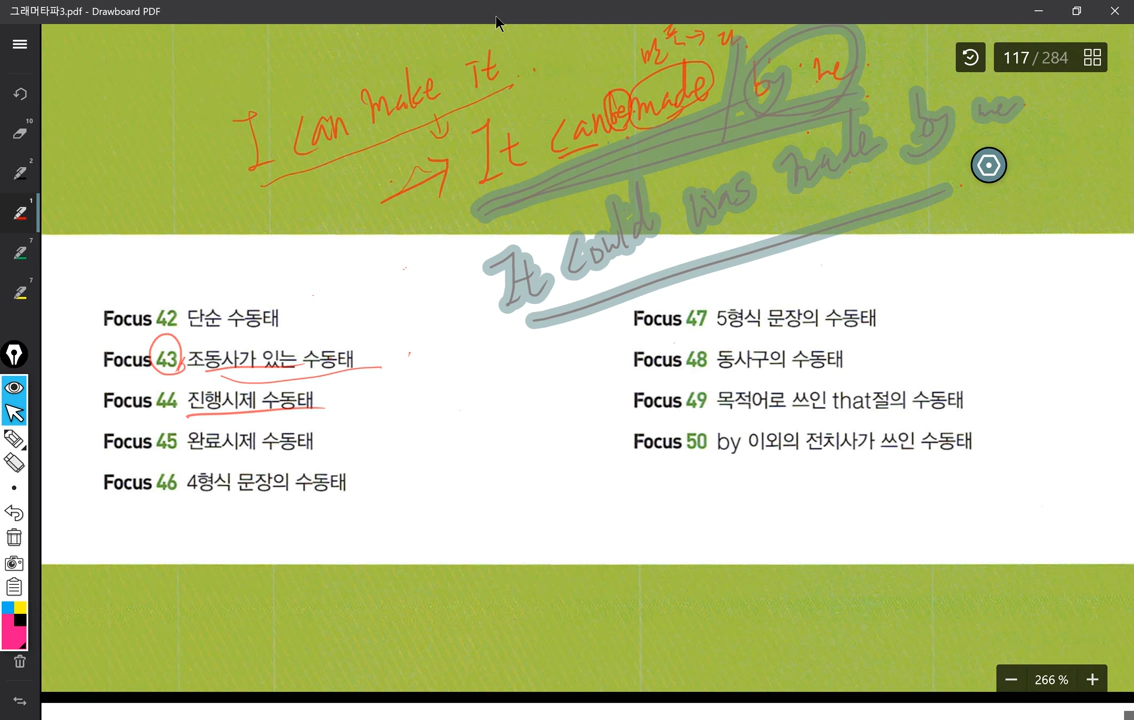 그래머타파3.pdf - Drawboard PDF
117 / 284
I can make It ..
→ It can be made by me
It could was made by me
Focus 42 단순 수동태
Focus 43 조동사가 있는 수동태
Focus 44 진행시제 수동태
Focus 45 완료시제 수동태
Focus 46 4형식 문장의 수동태
Focus 47 5형식 문장의 수동태
Focus 48 동사구의 수동태
Focus 49 목적어로 쓰인 that절의 수동태
Focus 50 by 이외의 전치사가 쓰인 수동태
10
2
1
7
7
266 %